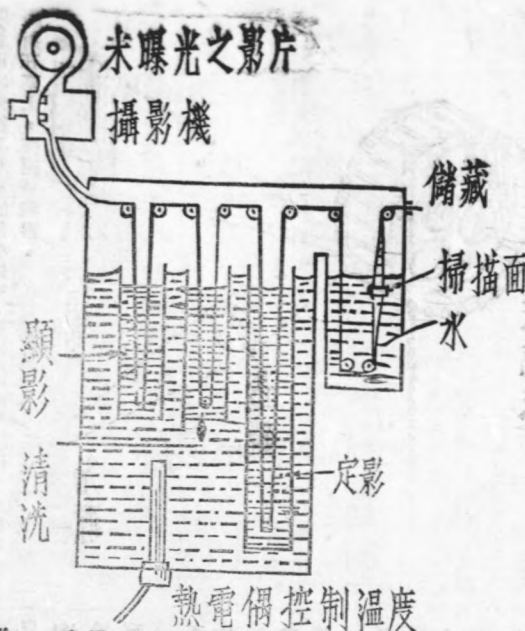 未曝光之影片
攝影機
儲藏
掃描面
水
顯影
清洗
定影
熱電偶控制溫度